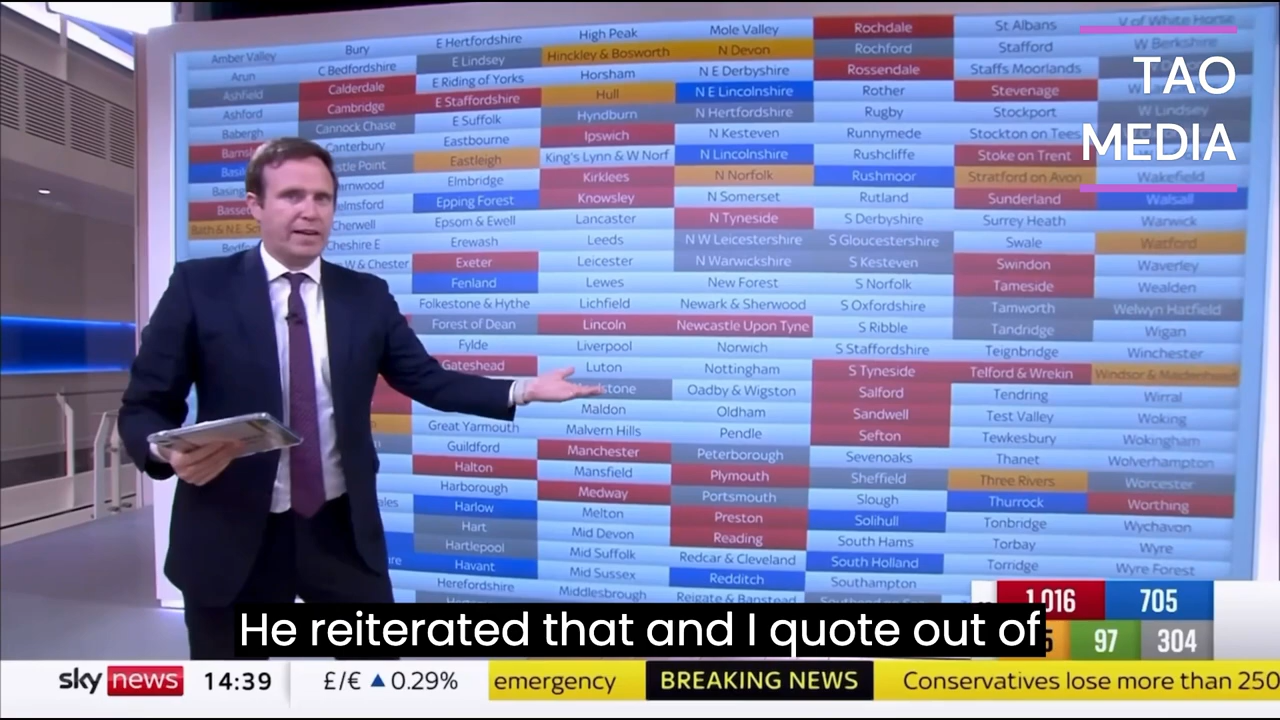 Amber Valley
Arun
Ashfield
Ashford
Babergh
Bury
C Bedfordshire
Calderdale
Cambridge
Cannock Chase
Canterbury
E Hertfordshire
E Lindsey
E Riding of Yorks
E Staffordshire
E Suffolk
Eastbourne
Eastleigh
Elmbridge
Epping Forest
Epsom & Ewell
Erewash
Exeter
Fenland
Folkestone & Hythe
Forest of Dean
Fylde
Gateshead
Great Yarmouth
Guildford
Halton
Harborough
Harlow
Hart
Hartlepool
Havant
Herefordshire
High Peak
Hinckley & Bosworth
Horsham
Hull
Hyndburn
Ipswich
King's Lynn & W Norf
Kirklees
Knowsley
Lancaster
Leeds
Leicester
Lewes
Lichfield
Lincoln
Liverpool
Luton
Maldon
Malvern Hills
Manchester
Mansfield
Medway
Melton
Mid Devon
Mid Suffolk
Mid Sussex
Middlesbrough
Mole Valley
N Devon
N E Derbyshire
N E Lincolnshire
N Hertfordshire
N Kesteven
N Lincolnshire
N Norfolk
N Somerset
N Tyneside
N W Leicestershire
N Warwickshire
New Forest
Newark & Sherwood
Newcastle Upon Tyne
Norwich
Nottingham
Oadby & Wigston
Oldham
Pendle
Peterborough
Plymouth
Portsmouth
Preston
Reading
Redcar & Cleveland
Redditch
Reigate & Banstead
Rochdale
Rochford
Rossendale
Rother
Rugby
Runnymede
Rushcliffe
Rushmoor
Rutland
S Derbyshire
S Gloucestershire
S Kesteven
S Norfolk
S Oxfordshire
S Ribble
S Staffordshire
S Tyneside
Salford
Sandwell
Sefton
Sevenoaks
Sheffield
Slough
Solihull
South Hams
South Holland
Southampton
St Albans
Stafford
Staffs Moorlands
Stevenage
Stockport
Stockton on Tees
Stoke on Trent
Stratford on Avon
Sunderland
Surrey Heath
Swale
Swindon
Tameside
Tamworth
Tandridge
Teignbridge
Telford & Wrekin
Tendring
Test Valley
Tewkesbury
Thanet
Three Rivers
Thurrock
Tonbridge
Torbay
Torridge
V of White Horse
W Berkshire
W Lindsey
Wakefield
Walsall
Warwick
Watford
Waverley
Wealden
Welwyn Hatfield
Wigan
Winchester
Windsor & Maidenhead
Wirral
Woking
Wokingham
Wolverhampton
Worcester
Worthing
Wychavon
Wyre
Wyre Forest
TAO
MEDIA
705
97 304
He reiterated that and I quote out of
sky news 14:39 £/€ ▲ 0.29% emergency BREAKING NEWS Conservatives lose more than 250